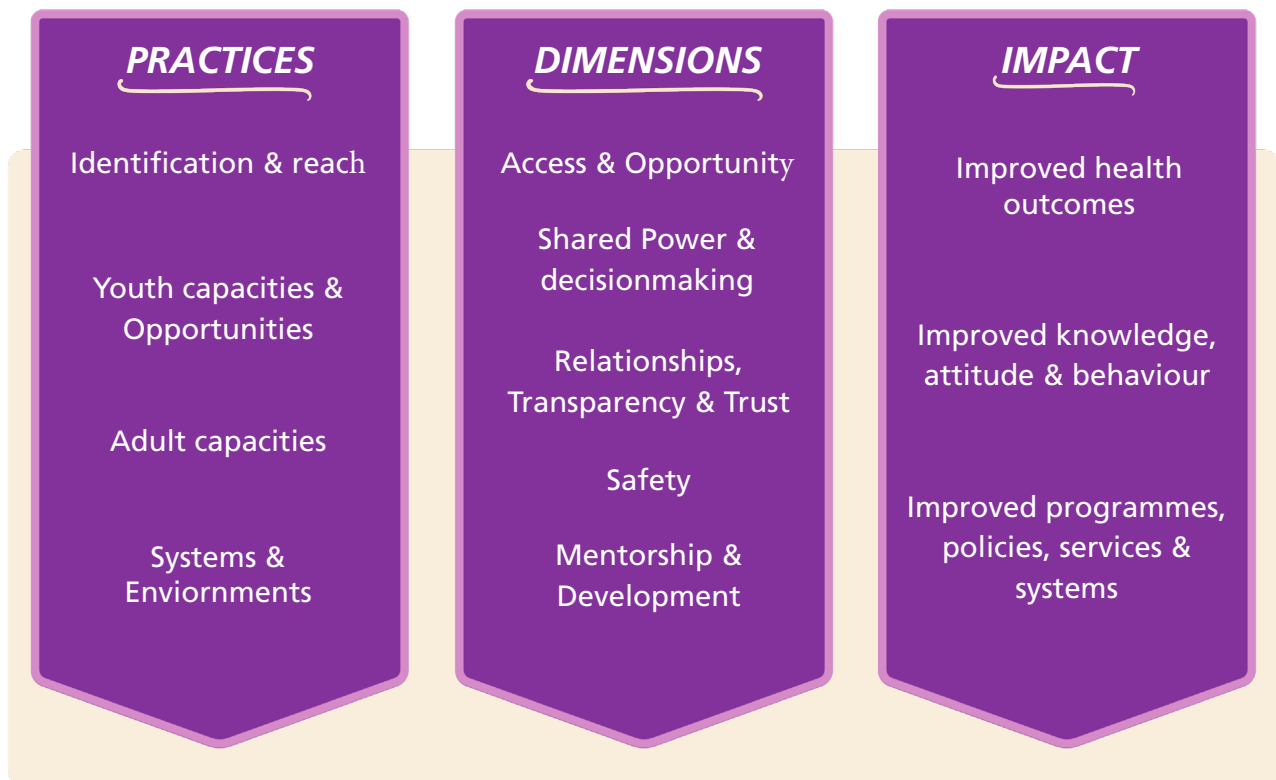 PRACTICES
Identification & reach
Youth capacities &
Opportunities
Adult capacities
Systems &
Enviornments
DIMENSIONS
Access & Opportunity
Shared Power &
decisionmaking
Relationships,
Transparency & Trust
Safety
Mentorship &
Development
IMPACT
Improved health
outcomes
Improved knowledge,
attitude & behaviour
Improved programmes,
policies, services &
systems